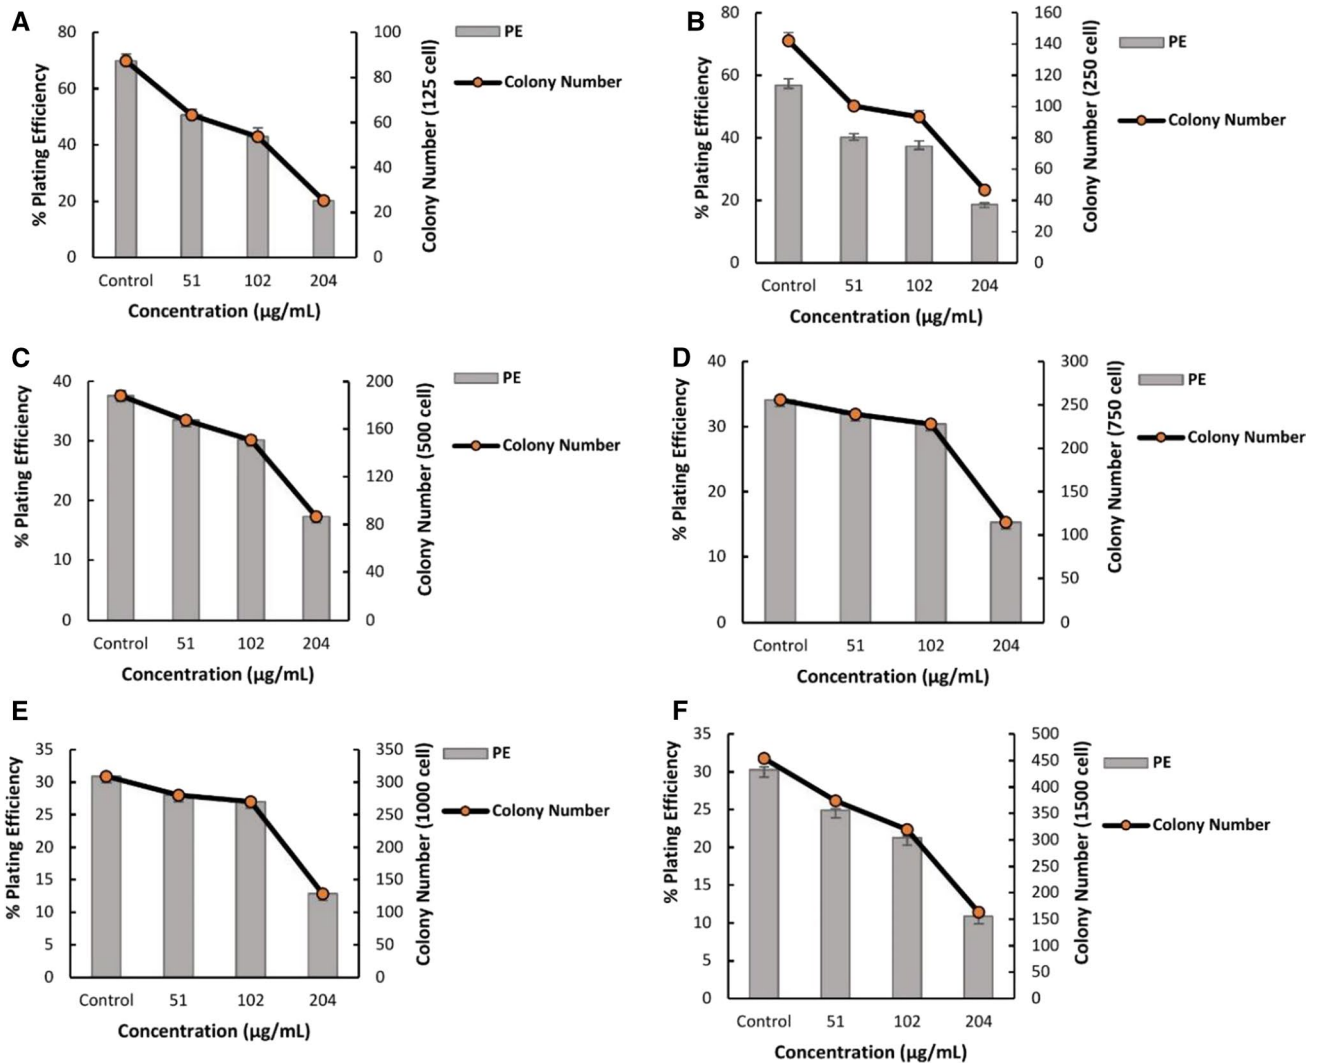 A
80
60
40
20
0
% Plating Efficiency
100
80
60
40
20
0
Colony Number (125 cell)
PE
Colony Number
Control 51 102 204
Concentration (µg/mL)
B
80
60
40
20
0
% Plating Efficiency
160
140
120
100
80
60
40
20
0
Colony Number (250 cell)
PE
Colony Number
Control 51 102 204
Concentration (µg/mL)
C
40
30
20
10
0
% Plating Efficiency
200
160
120
80
40
0
Colony Number (500 cell)
PE
Colony Number
Control 51 102 204
Concentration (µg/mL)
D
40
30
20
10
0
% Plating Efficiency
300
250
200
150
100
50
0
Colony Number (750 cell)
PE
Colony Number
Control 51 102 204
Concentration (µg/mL)
E
35
30
25
20
15
10
5
0
% Plating Efficiency
350
300
250
200
150
100
50
0
Colony Number (1000 cell)
PE
Colony Number
Control 51 102 204
Concentration (µg/mL)
F
35
30
25
20
15
10
5
0
% Plating Efficiency
500
450
400
350
300
250
200
150
100
50
0
Colony Number (1500 cell)
PE
Colony Number
Control 51 102 204
Concentration (µg/mL)